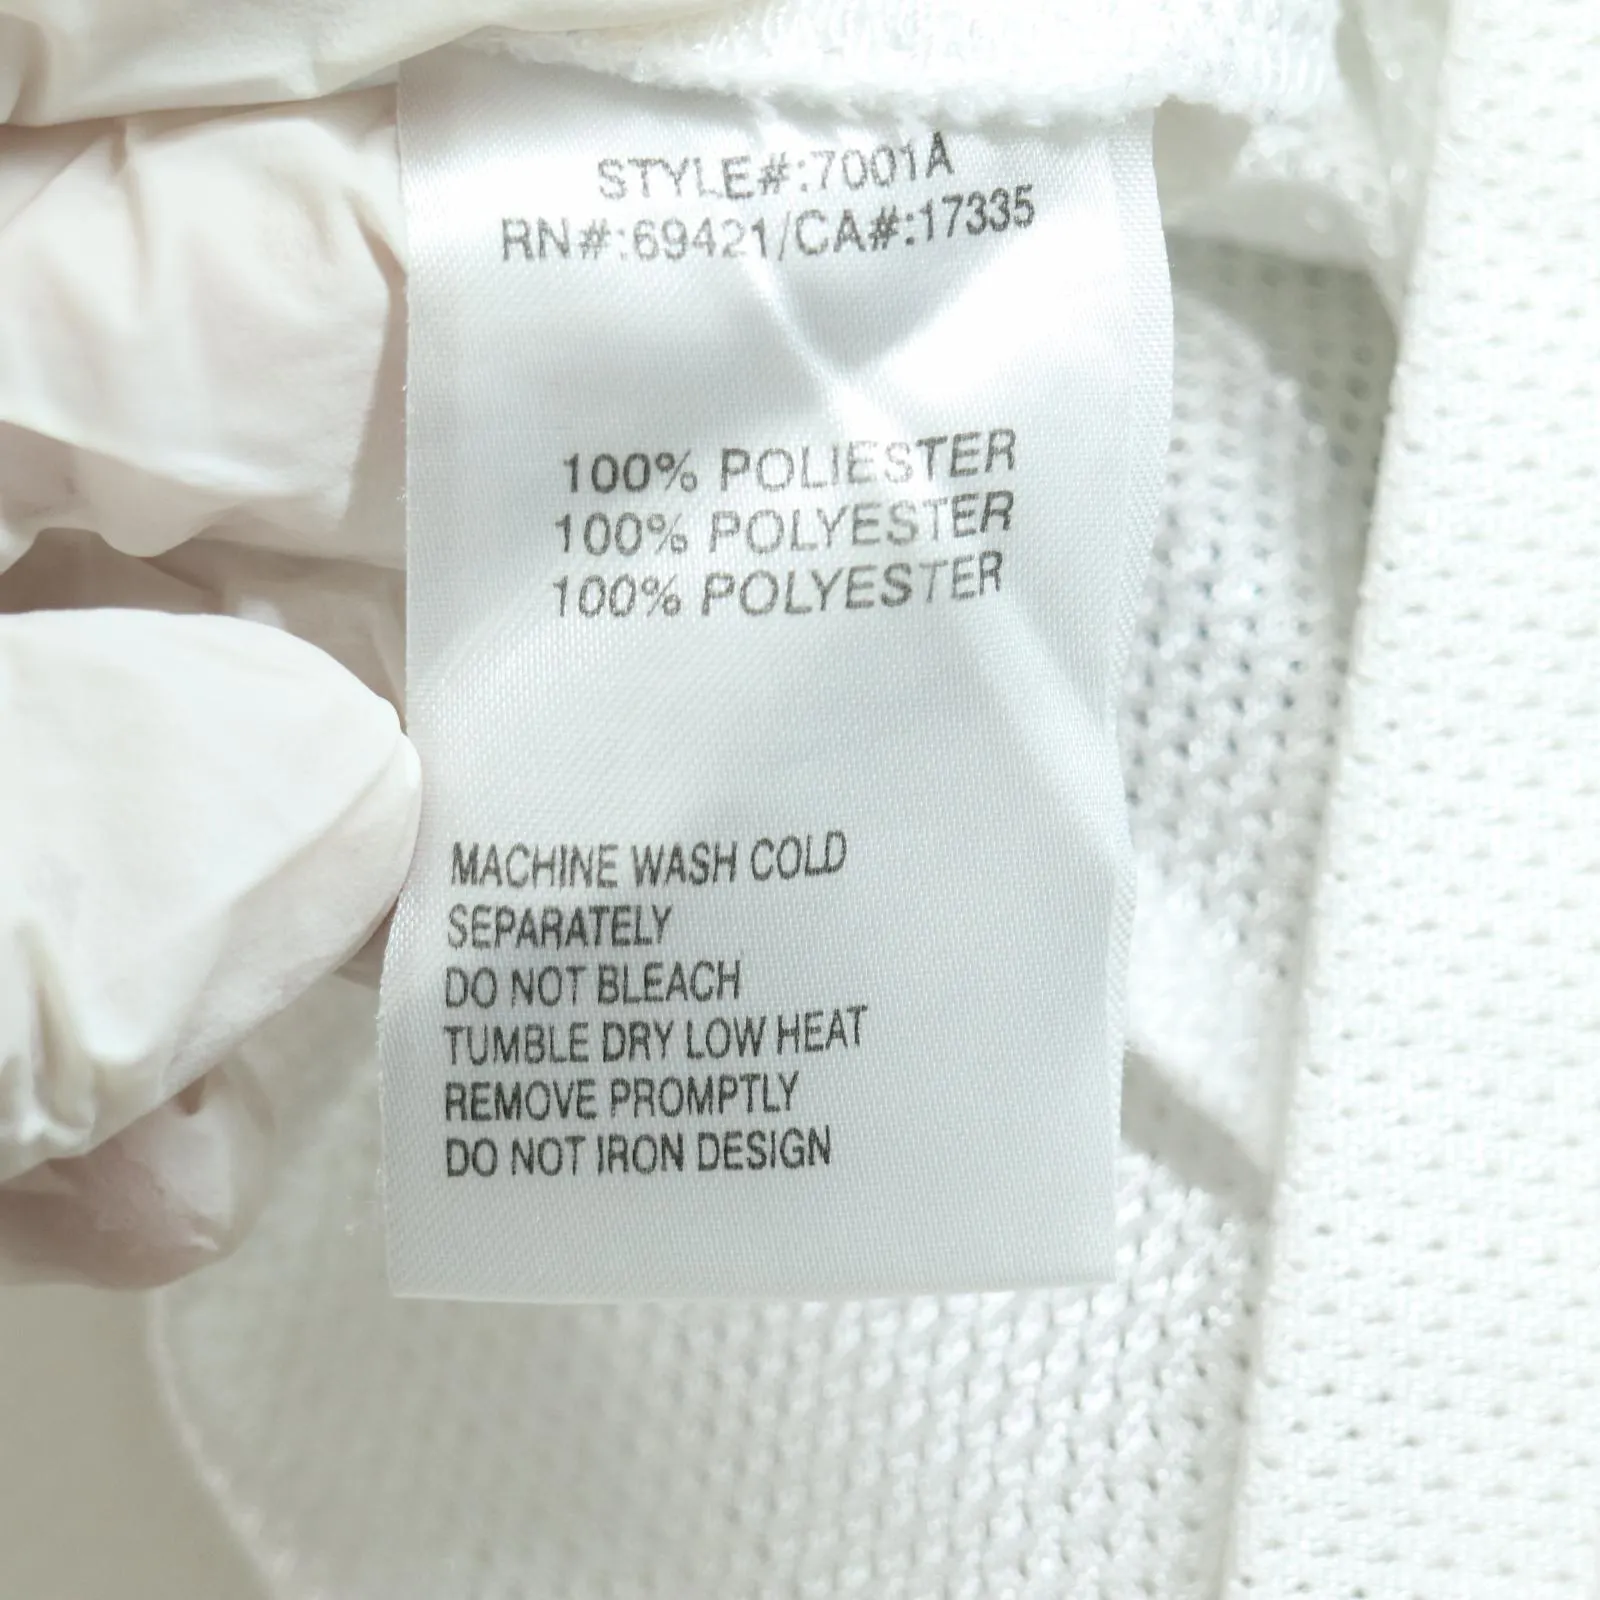 STYLE#:7001A
RN#:69421/CA#:17335
100% POLIESTER
100% POLYESTER
100% POLYESTER
MACHINE WASH COLD
SEPARATELY
DO NOT BLEACH
TUMBLE DRY LOW HEAT
REMOVE PROMPTLY
DO NOT IRON DESIGN